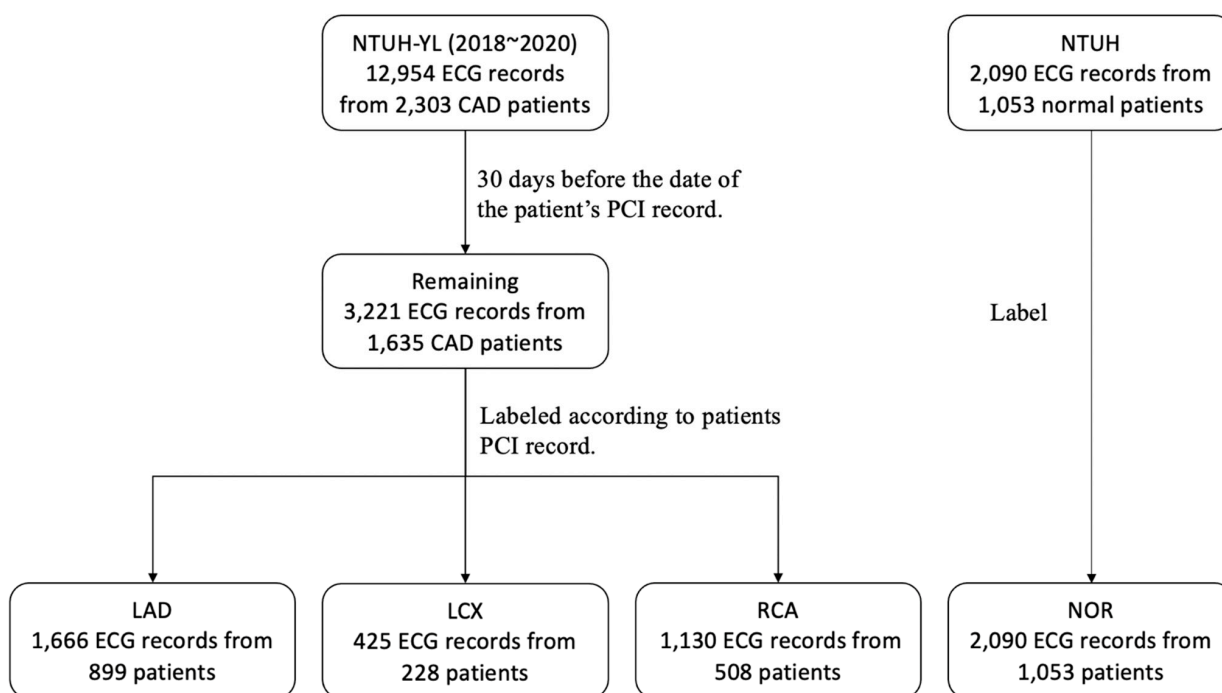 NTUH-YL (2018~2020)
12,954 ECG records
from 2,303 CAD patients
NTUH
2,090 ECG records from
1,053 normal patients
30 days before the date of
the patient’s PCI record.
Remaining
3,221 ECG records from
1,635 CAD patients
Label
Labeled according to patients
PCI record.
LAD
1,666 ECG records from
899 patients
LCX
425 ECG records from
228 patients
RCA
1,130 ECG records from
508 patients
NOR
2,090 ECG records from
1,053 patients